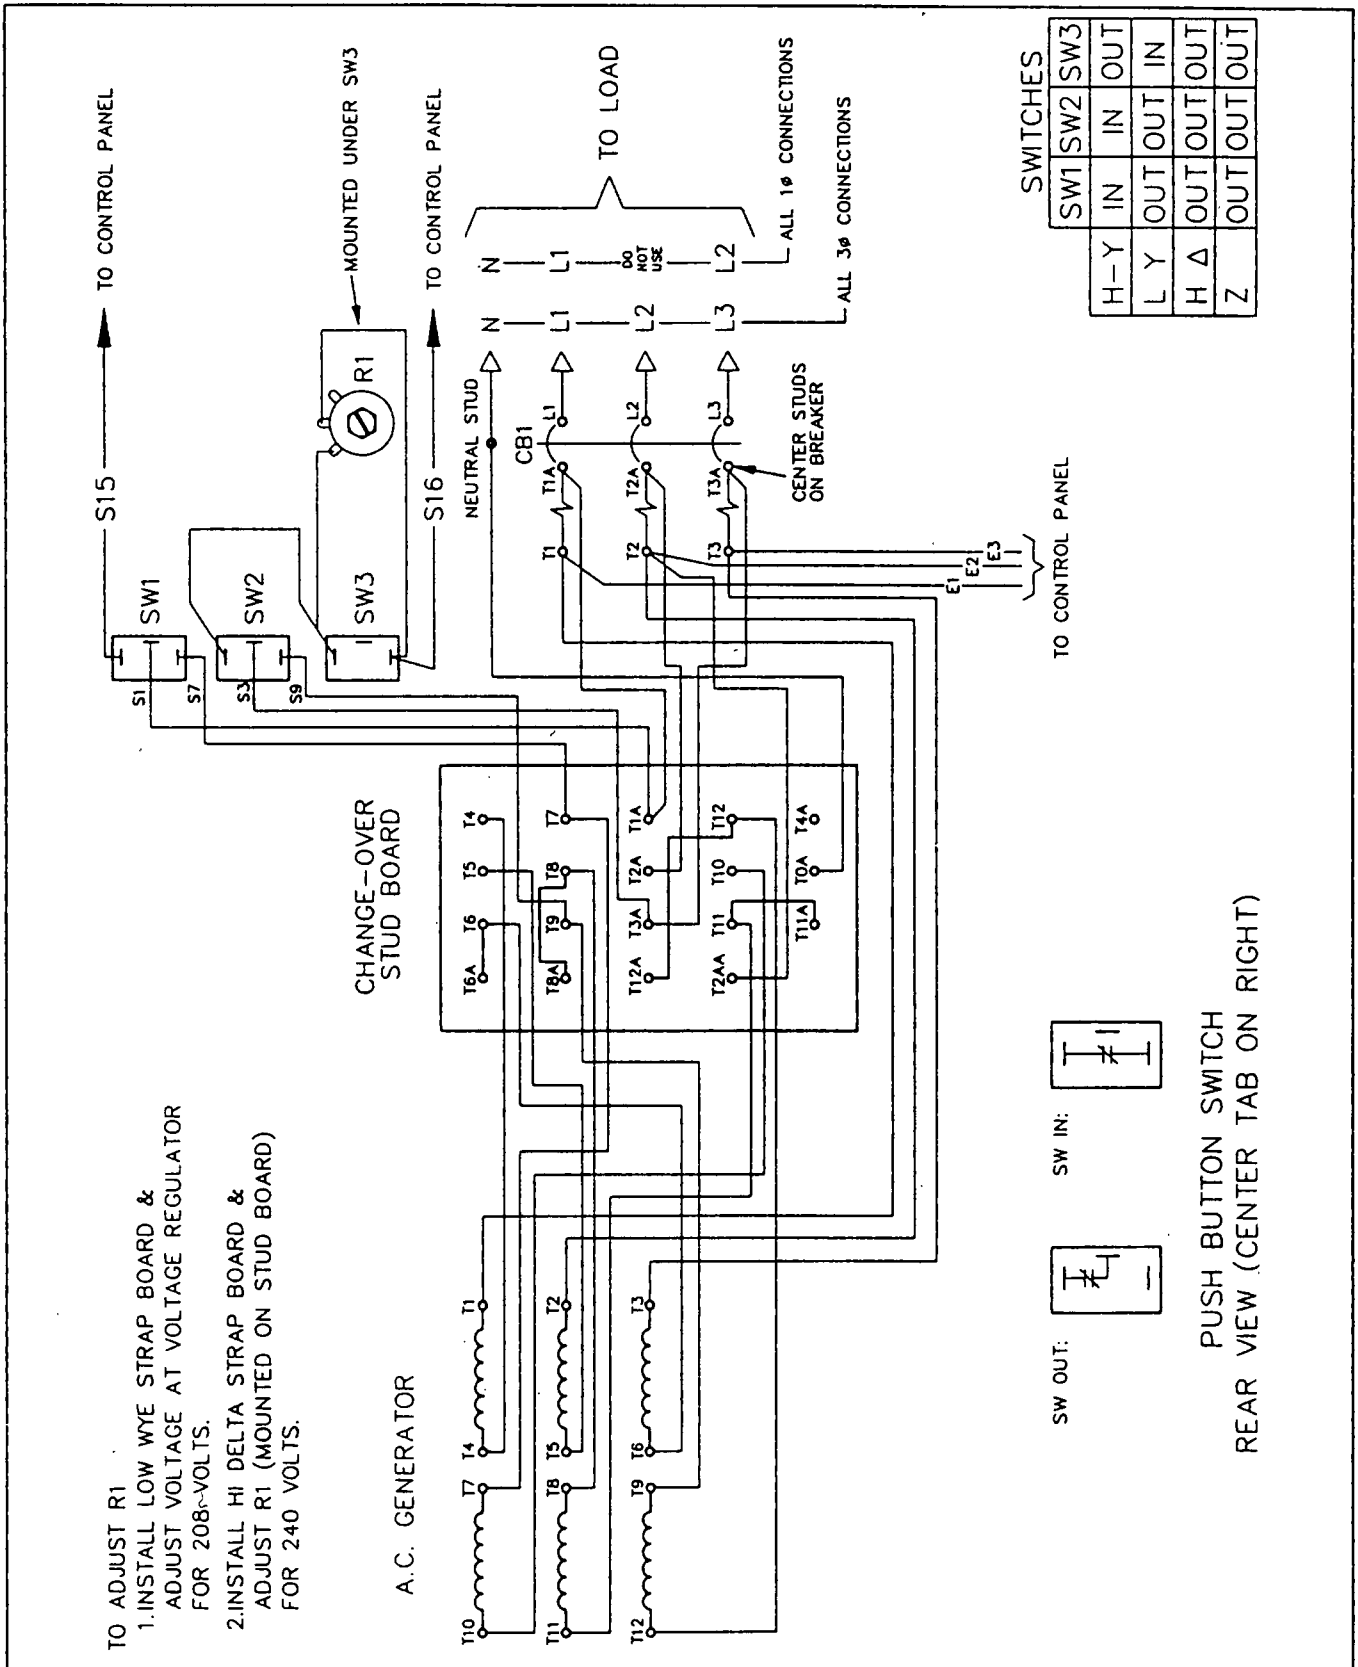 TO ADJUST R1
1.INSTALL LOW WYE STRAP BOARD &
ADJUST VOLTAGE AT VOLTAGE REGULATOR
FOR 208~VOLTS.
2.INSTALL HI DELTA STRAP BOARD &
ADJUST R1 (MOUNTED ON STUD BOARD)
FOR 240 VOLTS.
A.C. GENERATOR
T10 T7 T4 T1
T11 T8 T5 T2
T12 T9 T6 T3
CHANGE-OVER
STUD BOARD
T6A T6 T5 T4
T8A T9 T8 T7
T12A T3A T2A T1A
T2AA T11 T10 T12
T11A T0A T4A
S1
S7
S3
S9
SW1
SW2
SW3
S15
TO CONTROL PANEL
R1
MOUNTED UNDER SW3
S16
TO CONTROL PANEL
NEUTRAL STUD
CB1
T1 T1A L1
T2 T2A L2
T3 T3A L3
CENTER STUDS
ON BREAKER
E1
E2
E3
TO CONTROL PANEL
N
L1
L2
L3
ALL 3ø CONNECTIONS
N
L1
DO
NOT
USE
L2
ALL 1ø CONNECTIONS
TO LOAD
SWITCHES
SW1 SW2 SW3
H-Y IN IN OUT
L Y OUT OUT IN
H Δ OUT OUT OUT
Z OUT OUT OUT
SW OUT:
SW IN:
PUSH BUTTON SWITCH
REAR VIEW (CENTER TAB ON RIGHT)